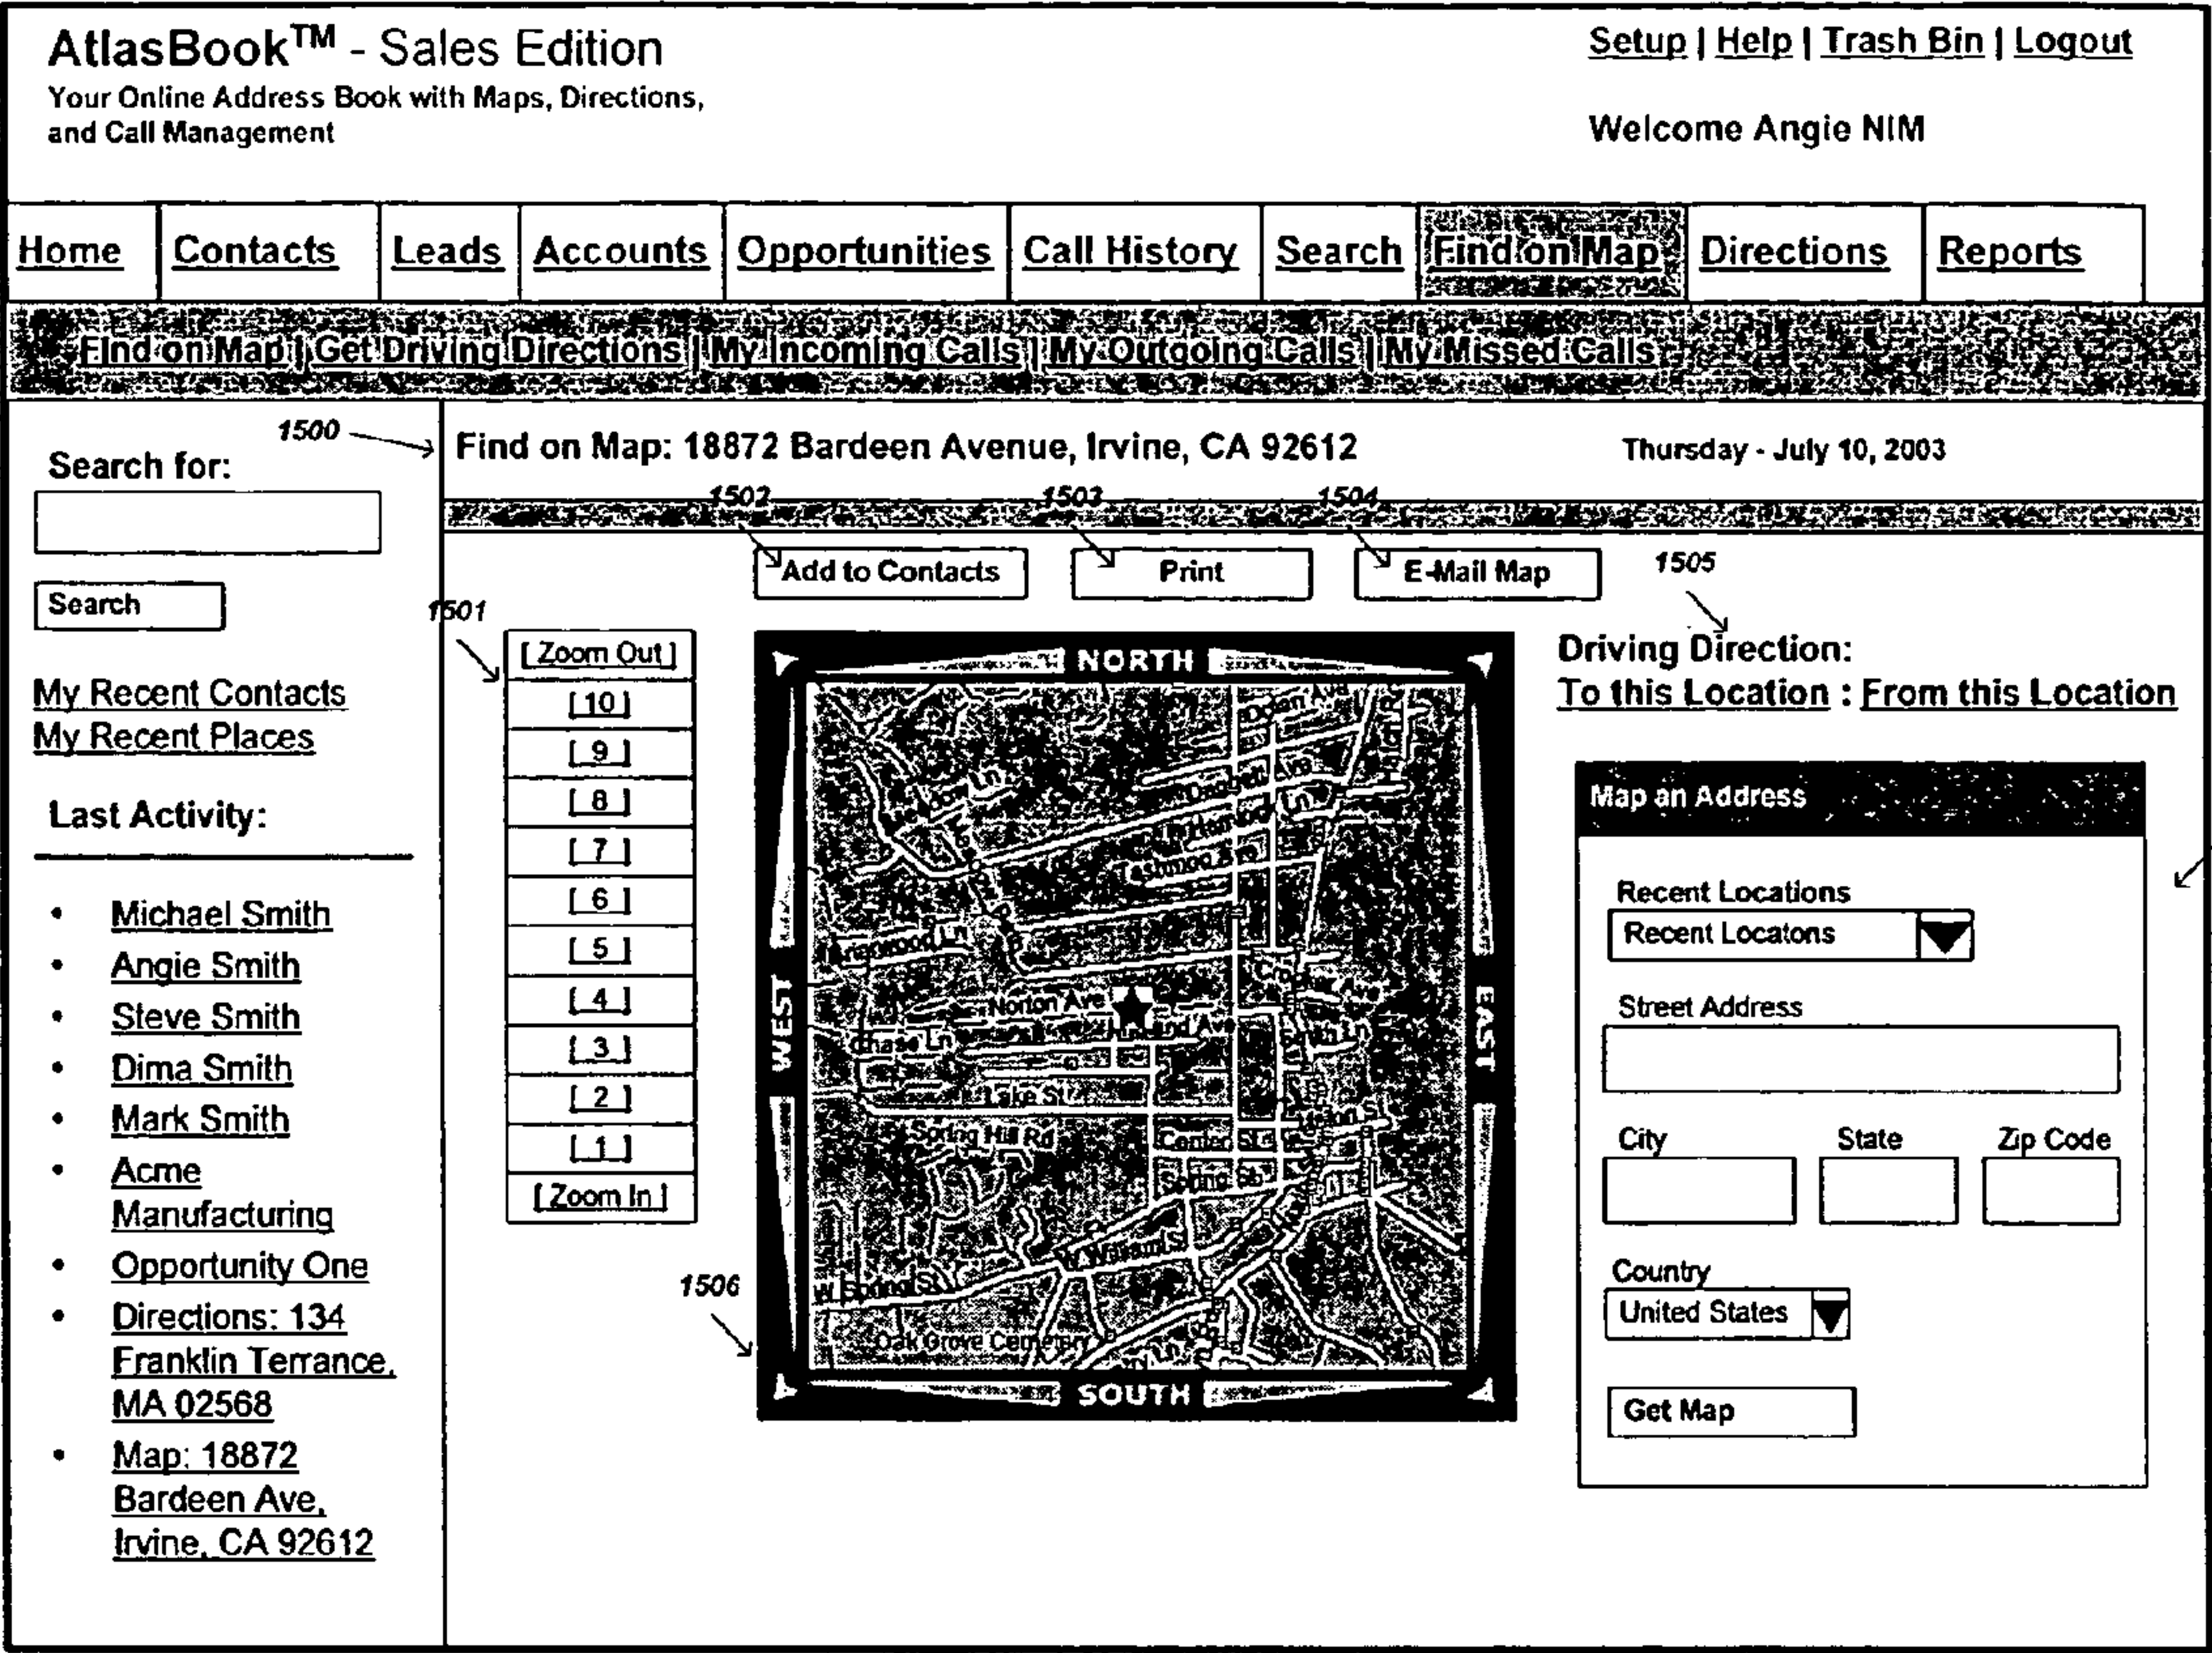 AtlasBook™ - Sales Edition
Your Online Address Book with Maps, Directions,
and Call Management
Setup | Help | Trash Bin | Logout
Welcome Angie NIM
Home Contacts Leads Accounts Opportunities Call History Search Find on Map Directions Reports
Find on Map | Get Driving Directions | My Incoming Calls | My Outgoing Calls | My Missed Calls
1500
Find on Map: 18872 Bardeen Avenue, Irvine, CA 92612
Thursday - July 10, 2003
Search for:
Search
My Recent Contacts
My Recent Places
Last Activity:
• Michael Smith
• Angie Smith
• Steve Smith
• Dima Smith
• Mark Smith
• Acme
Manufacturing
• Opportunity One
• Directions: 134
Franklin Terrance,
MA 02568
• Map: 18872
Bardeen Ave,
Irvine, CA 92612
1502 1503 1504
Add to Contacts Print E-Mail Map
1501
[ Zoom Out ]
[ 10 ]
[ 9 ]
[ 8 ]
[ 7 ]
[ 6 ]
[ 5 ]
[ 4 ]
[ 3 ]
[ 2 ]
[ 1 ]
[ Zoom In ]
1506
NORTH
WEST
EAST
Meadow Ln
Norton Ave
Chase Ln
Lake St
Spring Hill Rd
Center St
Spring St
W Spring St
Oak Grove Cemetery
SOUTH
1505
Driving Direction:
To this Location : From this Location
Map an Address
Recent Locations
Recent Locatons
Street Address
City State Zip Code
Country
United States
Get Map